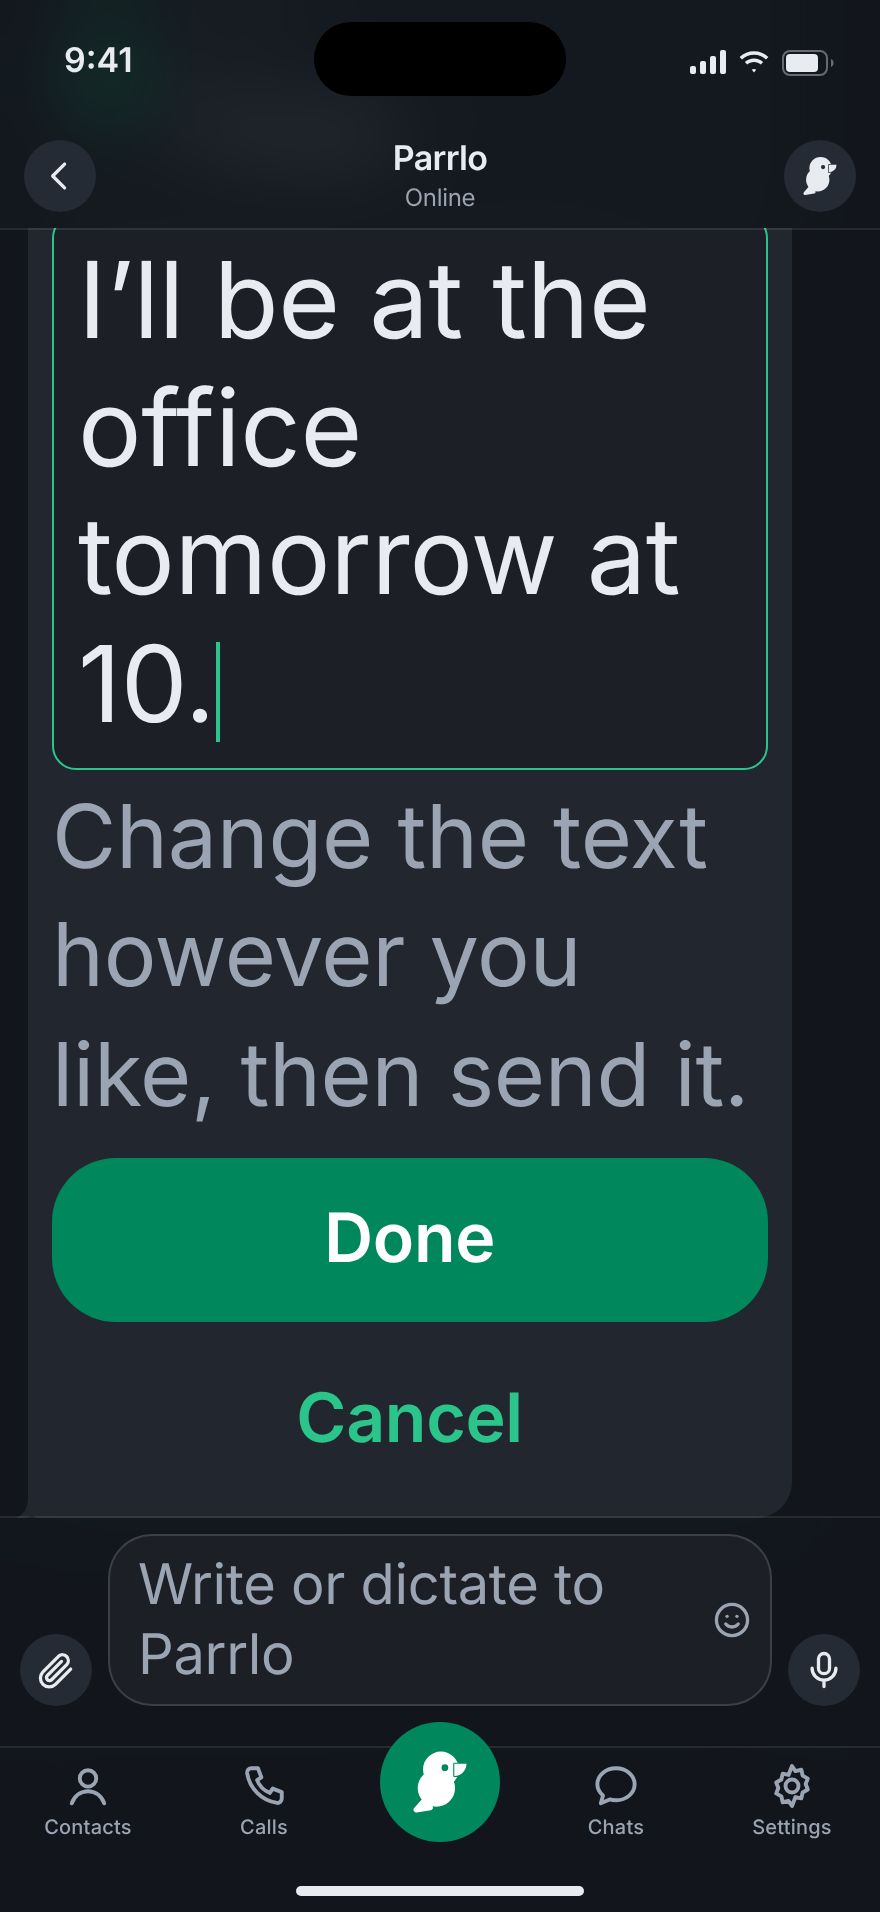 9:41
Parrlo
Online
I’ll be at the
office
tomorrow at
10.
Change the text
however you
like, then send it.
Done
Cancel
Write or dictate to
Parrlo
Contacts
Calls
Chats
Settings